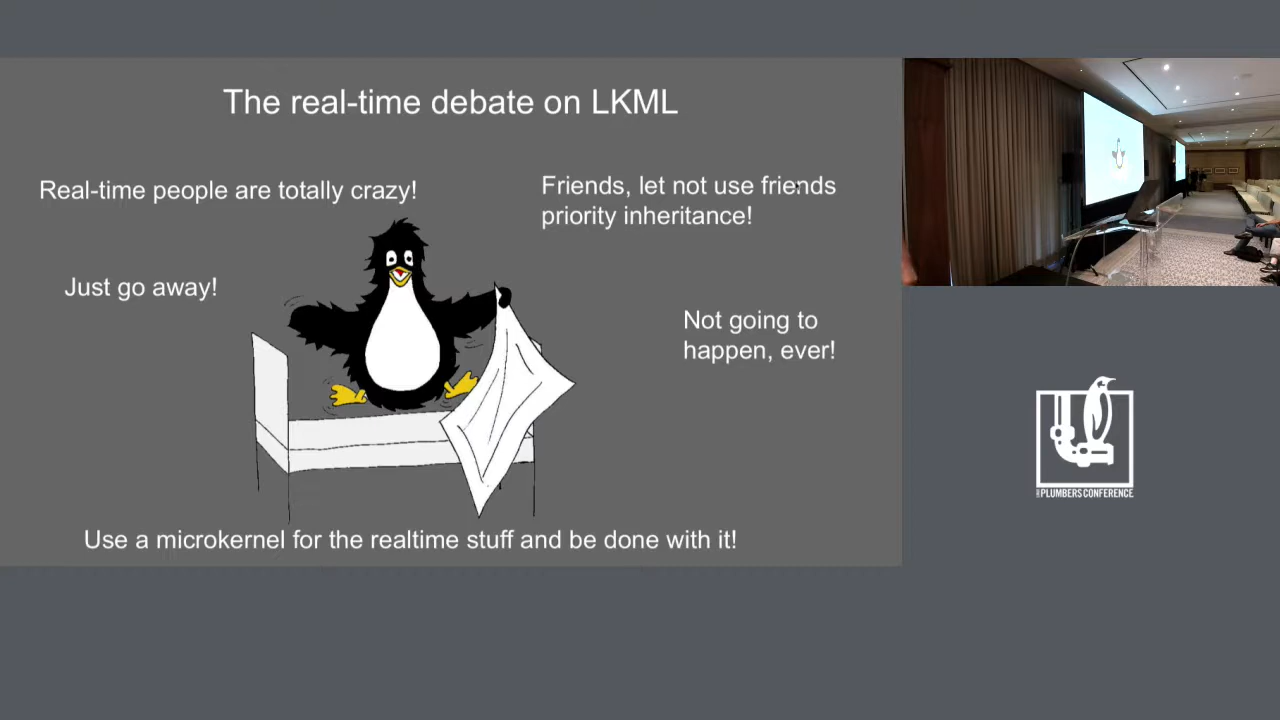 The real-time debate on LKML
Real-time people are totally crazy!
Friends, let not use friends
priority inheritance!
Just go away!
Not going to
happen, ever!
Use a microkernel for the realtime stuff and be done with it!
PLUMBERS CONFERENCE